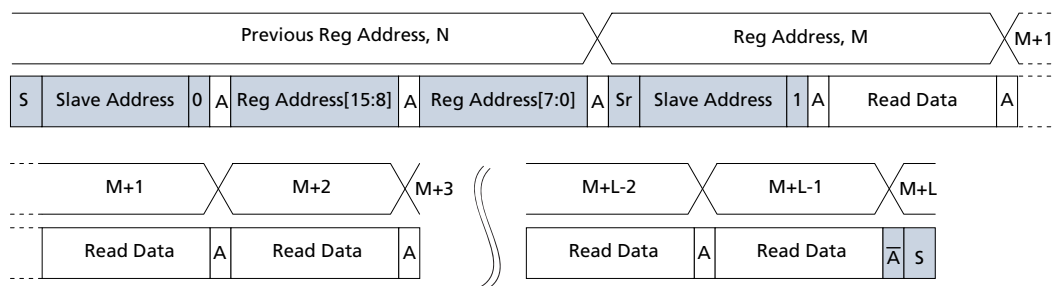 Previous Reg Address, N Reg Address, M M+1
S Slave Address 0 A Reg Address[15:8] A Reg Address[7:0] A Sr Slave Address 1 A Read Data A
M+1 M+2 M+3 M+L-2 M+L-1 M+L
Read Data A Read Data A Read Data A Read Data A̅ S